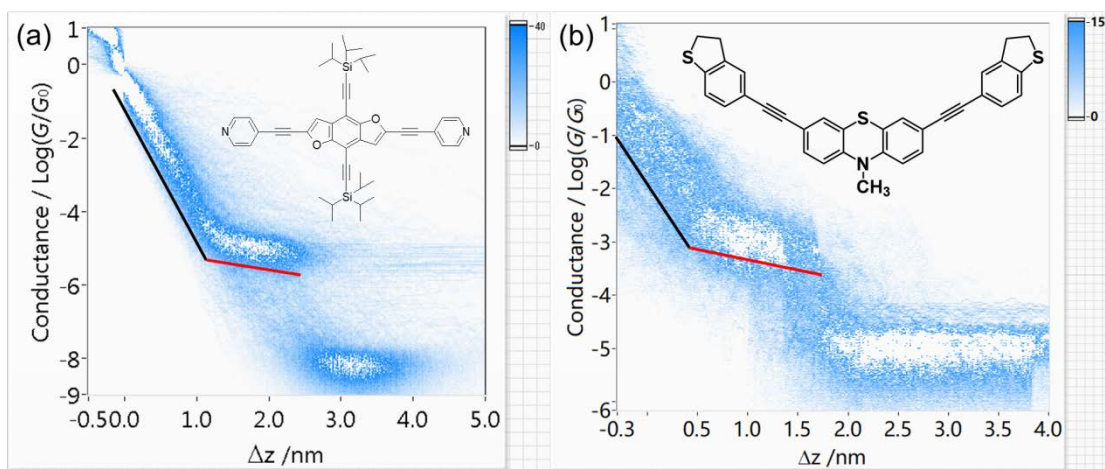 (a)
Conductance / Log(G/G0)
1
0
-2
-4
-6
-8
-9
-0.5
0.0
1.0
2.0
3.0
4.0
5.0
Δz /nm
40
0
Si
O
N
N
O
Si
(b)
Conductance / Log(G/G0)
1
0
-1
-2
-3
-4
-5
-6
-0.3
0.5
1.0
1.5
2.0
2.5
3.0
3.5
4.0
Δz /nm
15
0
S
S
S
N
CH3